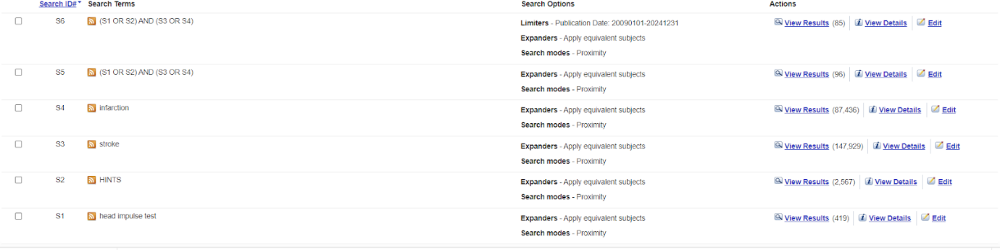 Search ID# Search Terms Search Options Actions
S6 (S1 OR S2) AND (S3 OR S4) Limiters - Publication Date: 20090101-20241231 View Results (85) View Details Edit
Expanders - Apply equivalent subjects
Search modes - Proximity
S5 (S1 OR S2) AND (S3 OR S4) Expanders - Apply equivalent subjects View Results (96) View Details Edit
Search modes - Proximity
S4 infarction Expanders - Apply equivalent subjects View Results (87,436) View Details Edit
Search modes - Proximity
S3 stroke Expanders - Apply equivalent subjects View Results (147,929) View Details Edit
Search modes - Proximity
S2 HINTS Expanders - Apply equivalent subjects View Results (2,567) View Details Edit
Search modes - Proximity
S1 head impulse test Expanders - Apply equivalent subjects View Results (419) View Details Edit
Search modes - Proximity